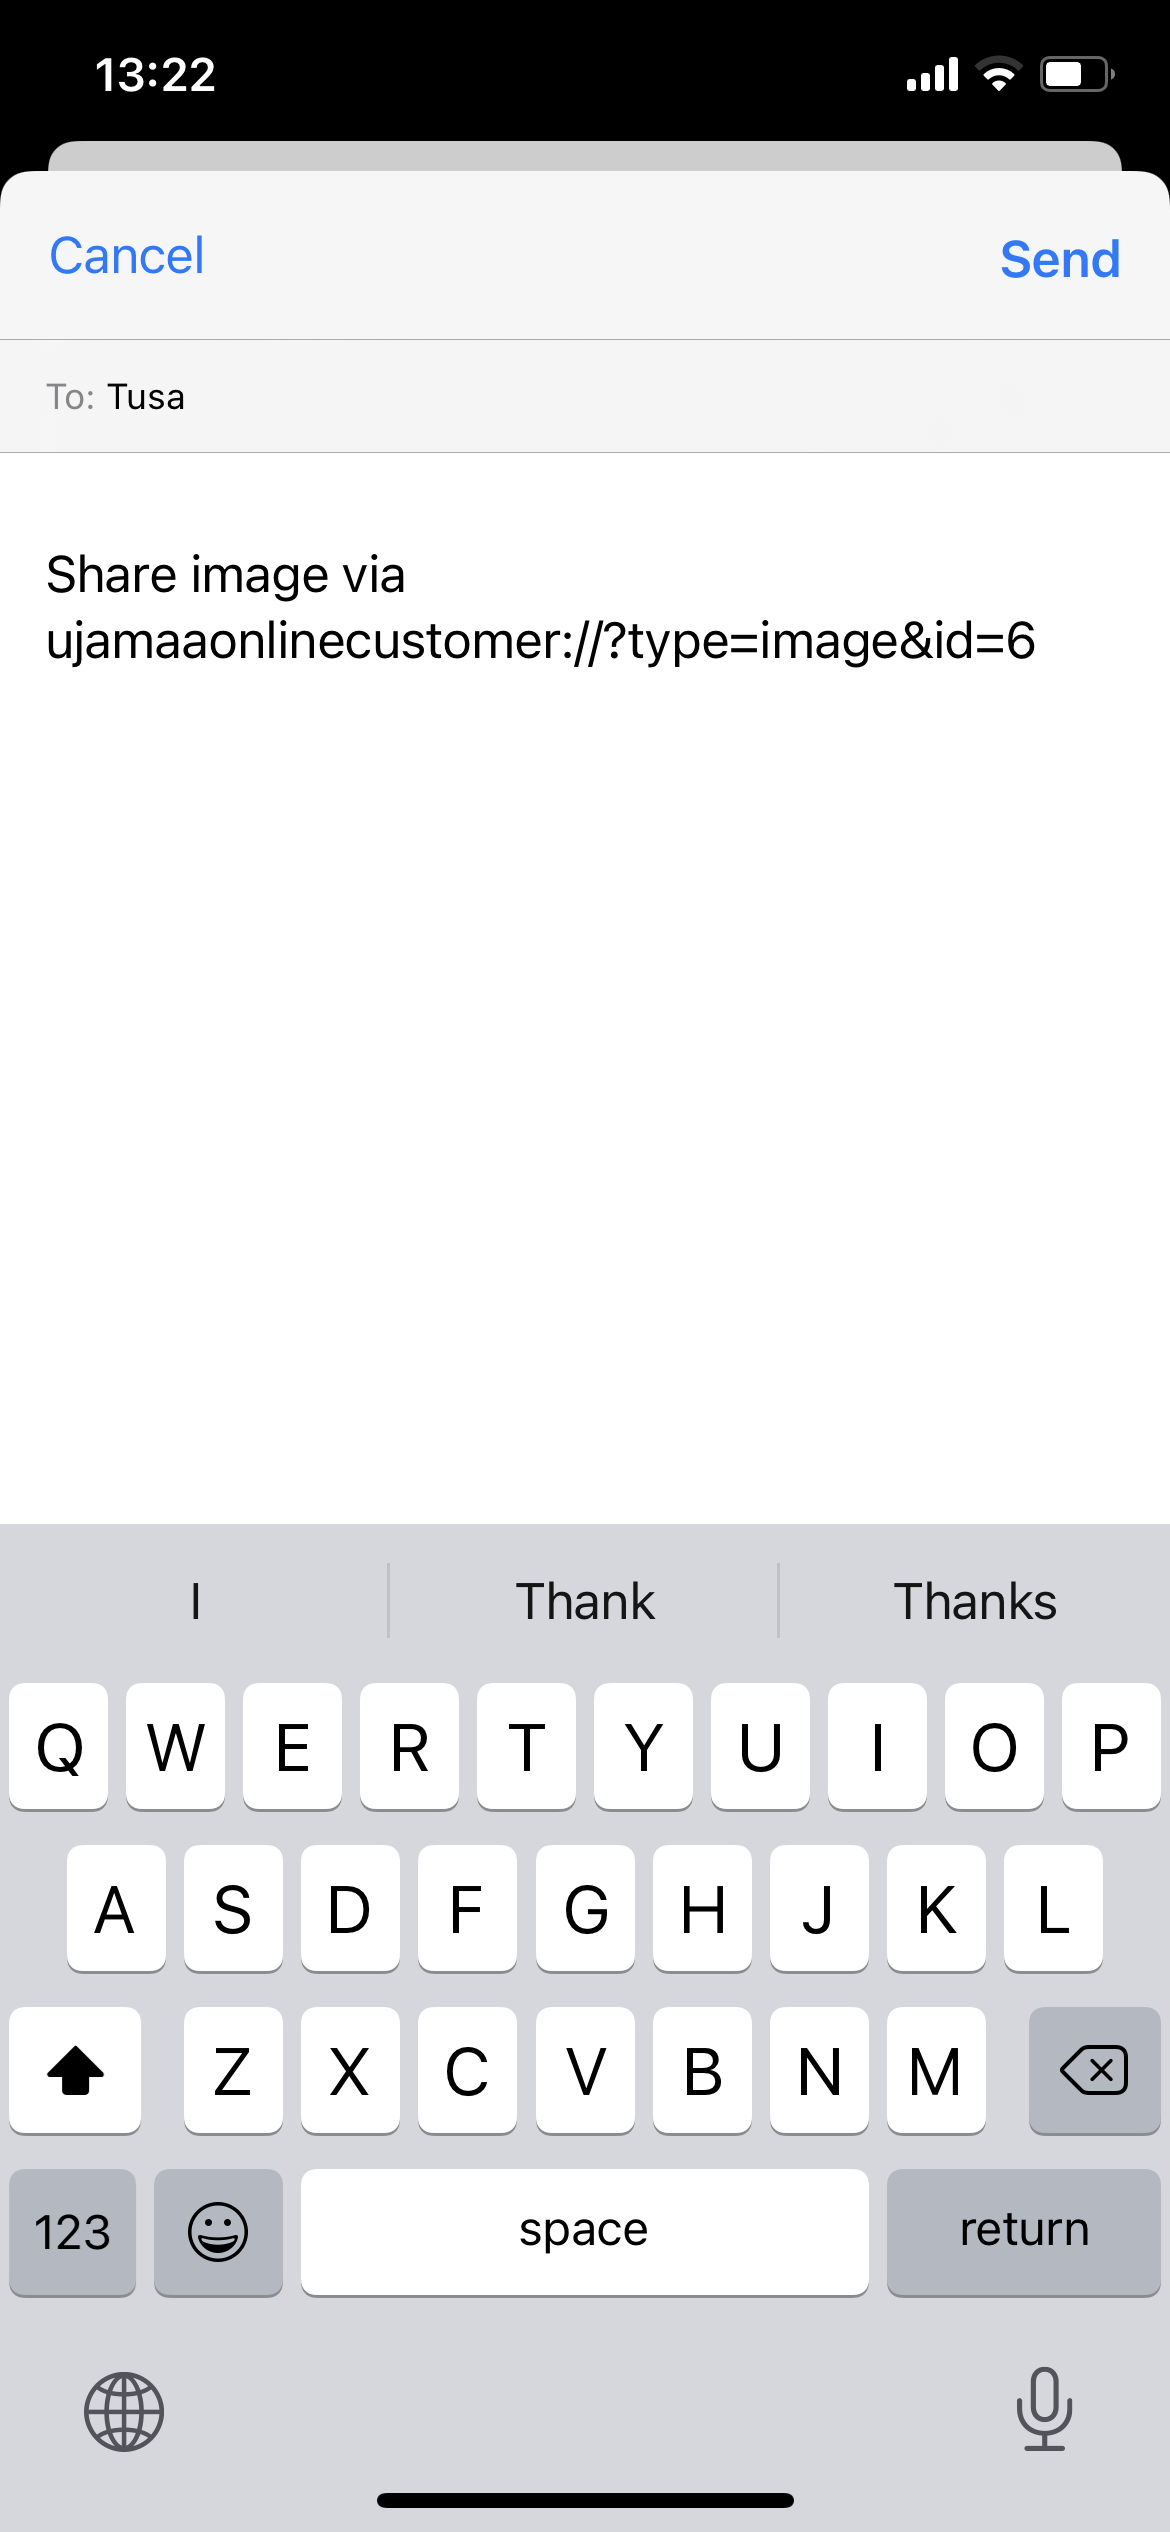 13:22
Cancel
Send
To: Tusa
Share image via
ujamaaonlinecustomer://?type=image&id=6
I
Thank
Thanks
Q W E R T Y U I O P
A S D F G H J K L
Z X C V B N M
123
space
return